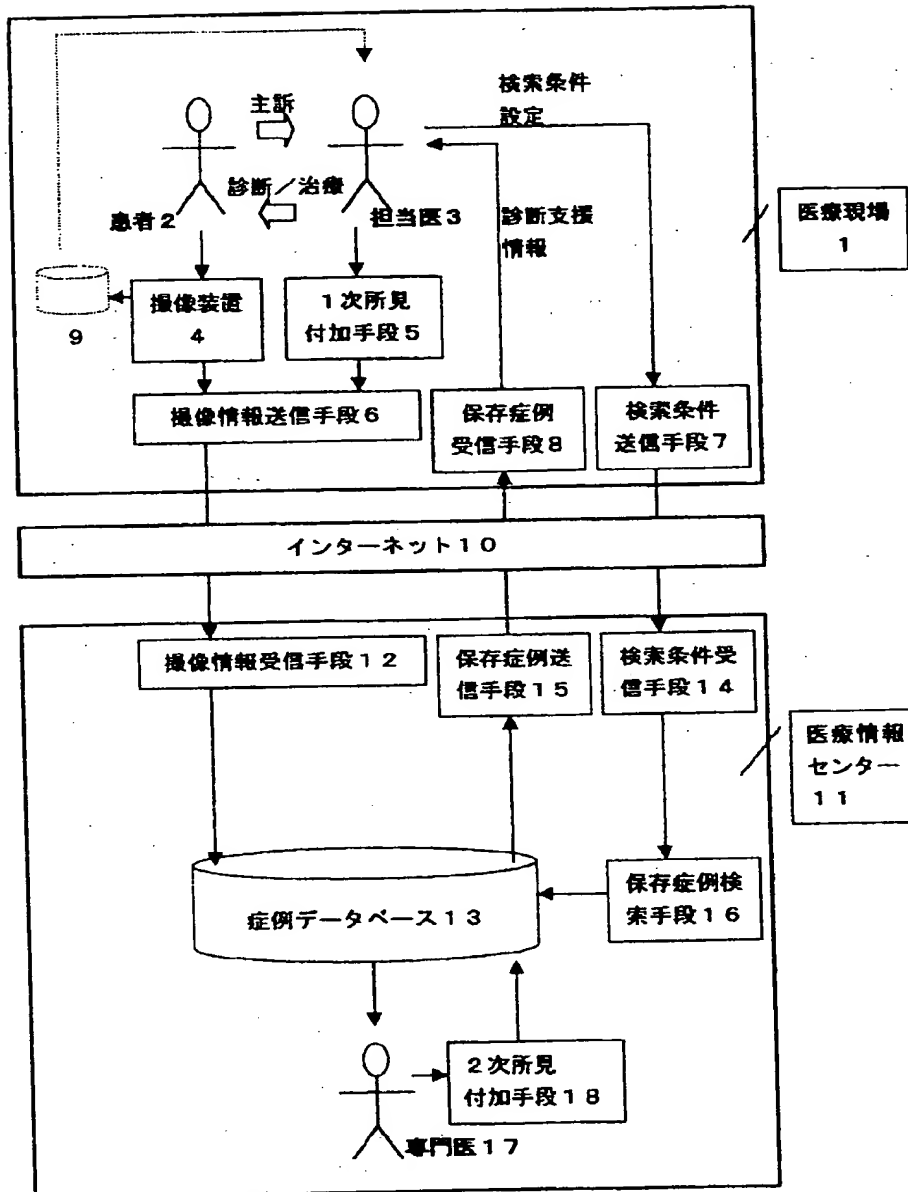 主訴
検索条件
設定
診断／治療
患者2
担当医3
診断支援
情報
医療現場
1
撮像装置
4
1次所見
付加手段5
9
撮像情報送信手段6
保存症例
受信手段8
検索条件
送信手段7
インターネット10
撮像情報受信手段12
保存症例送
信手段15
検索条件受
信手段14
医療情報
センター
11
症例データベース13
保存症例検
索手段16
2次所見
付加手段18
専門医17